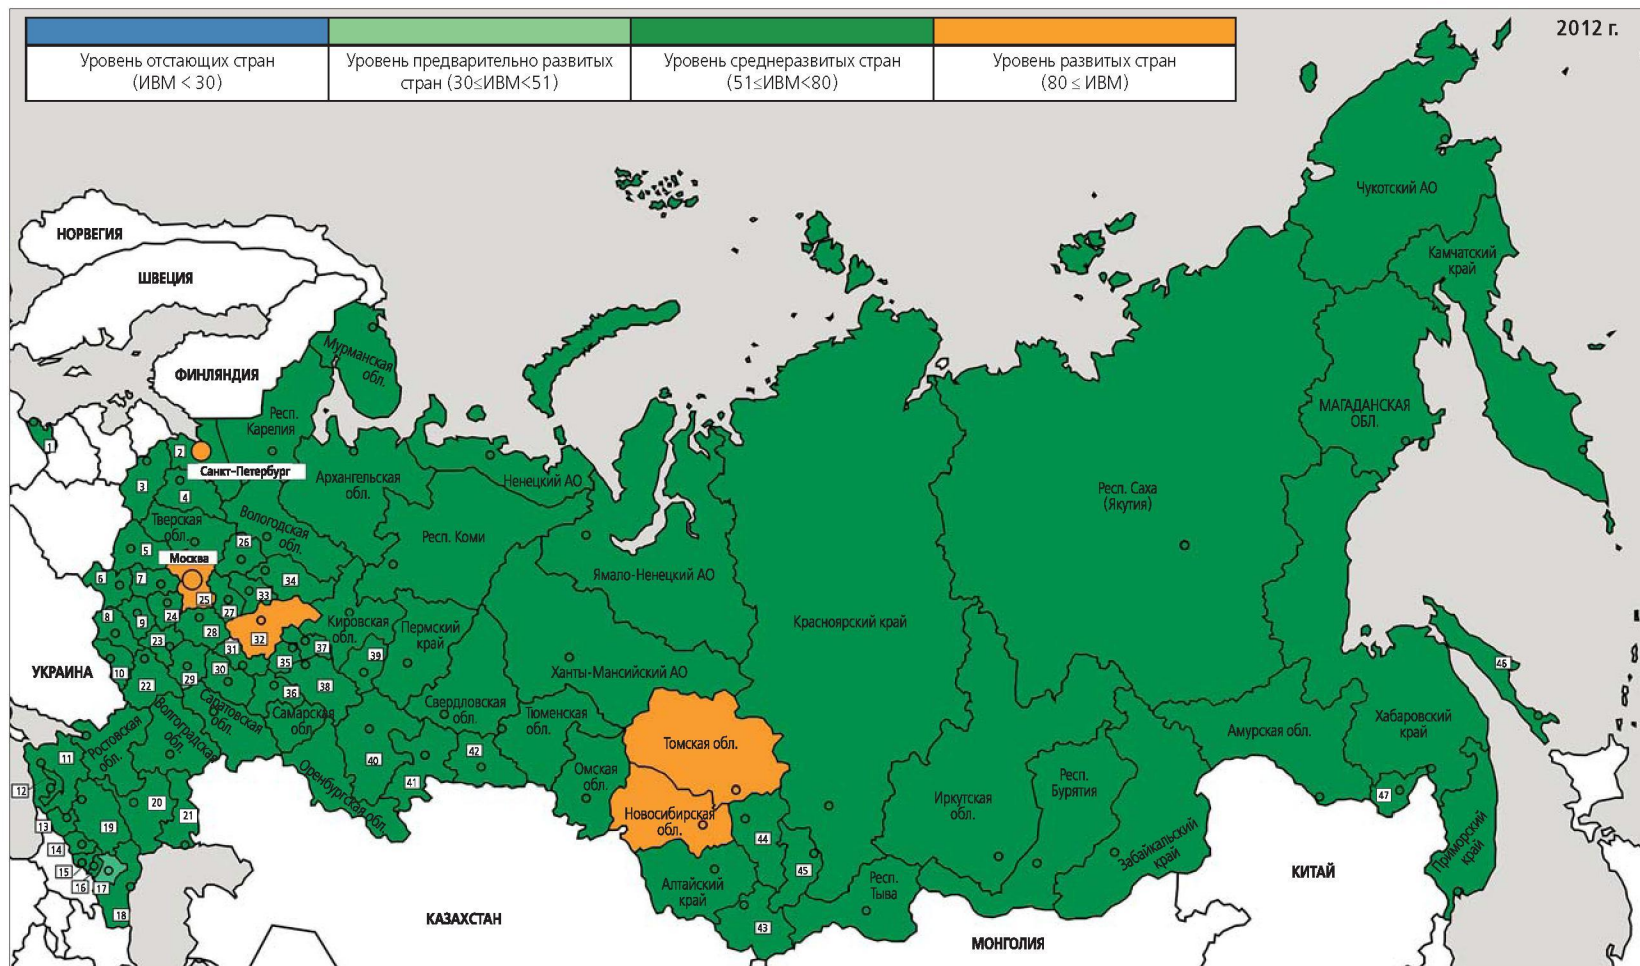 2012 г.
Уровень отстающих стран
(ИВМ < 30)
Уровень предварительно развитых
стран (30≤ИВМ<51)
Уровень среднеразвитых стран
(51≤ИВМ<80)
Уровень развитых стран
(80 ≤ ИВМ)
Чукотский АО
НОРВЕГИЯ
Камчатский
край
ШВЕЦИЯ
Мурманская
обл.
ФИНЛЯНДИЯ
МАГАДАНСКАЯ
ОБЛ.
Респ.
Карелия
1
2
Санкт-Петербург
Архангельская
обл.
Ненецкий АО
3
4
Респ. Саха
(Якутия)
Тверская
обл.
Вологодская
обл.
26
Респ. Коми
5
Москва
Ямало-Ненецкий АО
6
7
34
33
25
27
8
9
24
Кировская
обл.
Пермский
край
Красноярский край
28
23
31
32
37
35
39
46
УКРАИНА
10
30
29
22
36
38
Ханты-Мансийский АО
Саратовская
обл.
Самарская
обл.
Свердловская
обл.
Тюменская
обл.
Волгоградская
обл.
Ростовская
обл.
Томская обл.
Амурская обл.
Хабаровский
край
11
40
42
41
Оренбургская обл.
Омская
обл.
Респ.
Бурятия
12
20
21
Иркутская
обл.
47
Новосибирская
обл.
13
19
44
Забайкальский
край
Приморский
край
14
15
16
17
45
Алтайский
край
Респ.
Тыва
КИТАЙ
18
КАЗАХСТАН
43
МОНГОЛИЯ